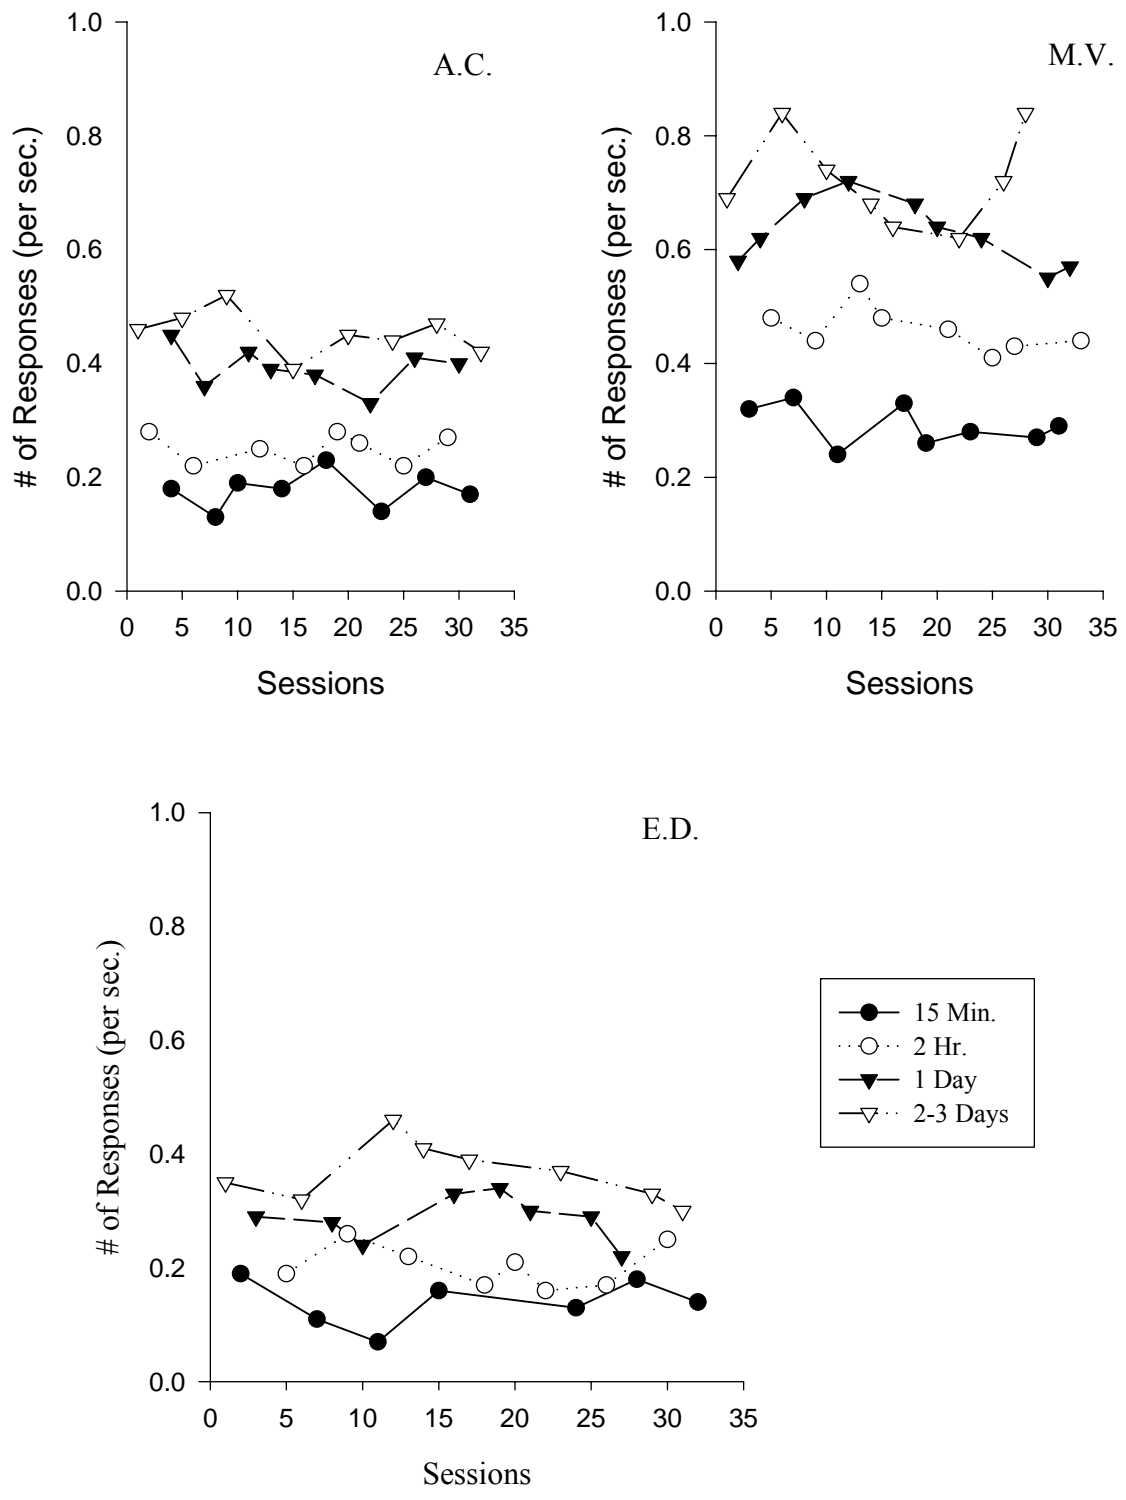 A.C.
# of Responses (per sec.)
1.0
0.8
0.6
0.4
0.2
0.0
0 5 10 15 20 25 30 35
Sessions
M.V.
# of Responses (per sec.)
1.0
0.8
0.6
0.4
0.2
0.0
0 5 10 15 20 25 30 35
Sessions
E.D.
# of Responses (per sec.)
1.0
0.8
0.6
0.4
0.2
0.0
0 5 10 15 20 25 30 35
Sessions
15 Min.
2 Hr.
1 Day
2-3 Days